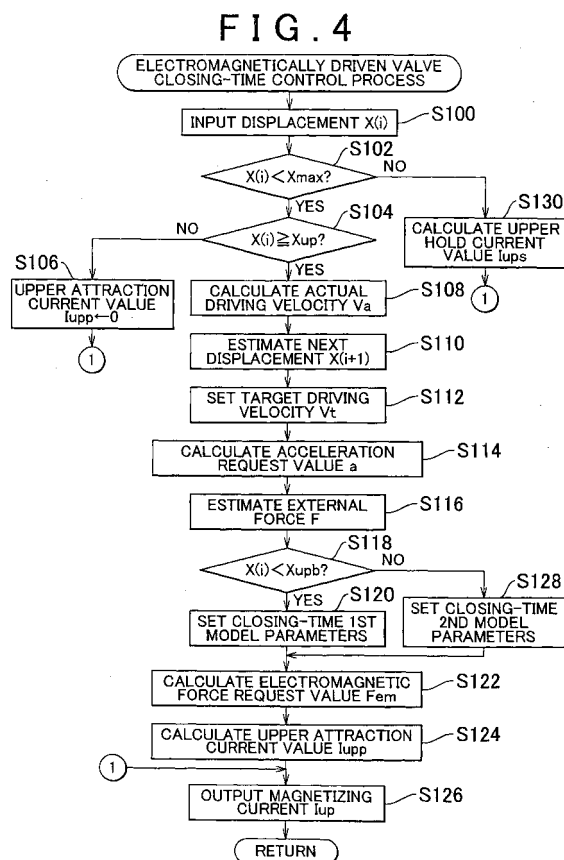 FIG.4
ELECTROMAGNETICALLY DRIVEN VALVE
CLOSING-TIME CONTROL PROCESS
INPUT DISPLACEMENT X(i)
S100
S102
X(i)<Xmax?
NO
YES
S104
S130
CALCULATE UPPER
HOLD CURRENT
VALUE Iups
1
NO
X(i)≧Xup?
YES
S106
UPPER ATTRACTION
CURRENT VALUE
Iupp←0
1
CALCULATE ACTUAL
DRIVING VELOCITY Va
S108
ESTIMATE NEXT
DISPLACEMENT X(i+1)
S110
SET TARGET DRIVING
VELOCITY Vt
S112
CALCULATE ACCELERATION
REQUEST VALUE a
S114
ESTIMATE EXTERNAL
FORCE F
S116
S118
X(i)<Xupb?
NO
YES
S120
SET CLOSING-TIME 1ST
MODEL PARAMETERS
S128
SET CLOSING-TIME
2ND MODEL
PARAMETERS
CALCULATE ELECTROMAGNETIC
FORCE REQUEST VALUE Fem
S122
CALCULATE UPPER ATTRACTION
CURRENT VALUE Iupp
S124
1
OUTPUT MAGNETIZING
CURRENT Iup
S126
RETURN